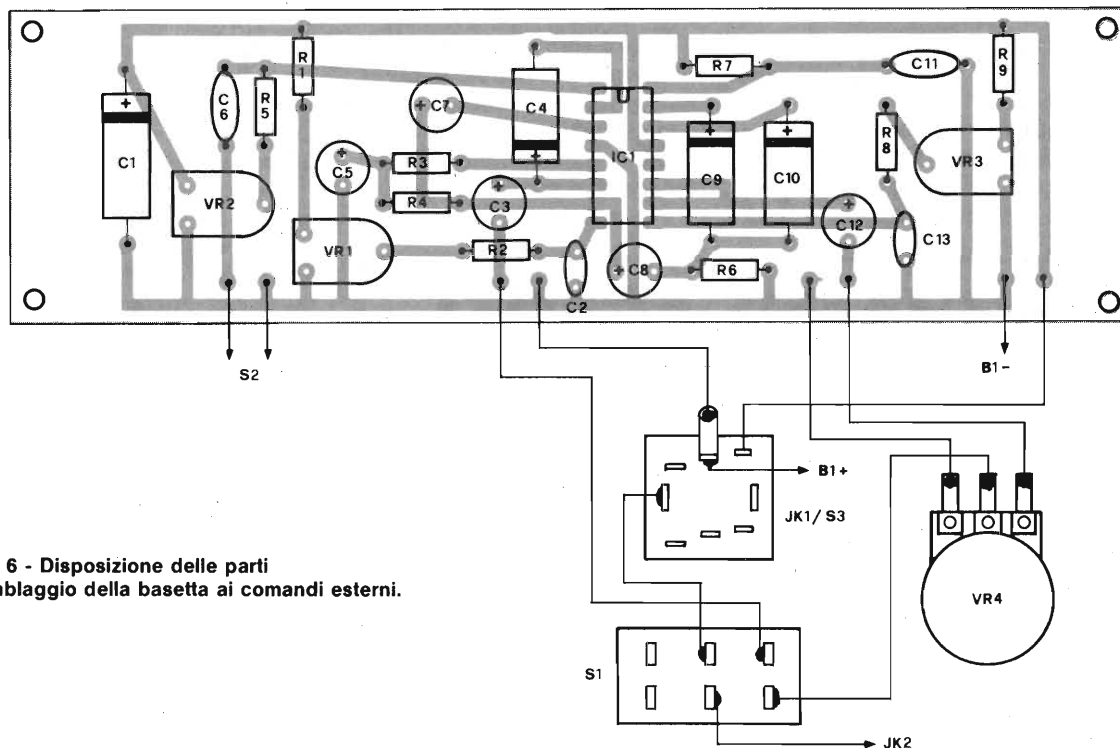 R1
R9
R7
C11
C6
R5
C7
C4
C1
IC1
R8
VR3
C5
R3
R4
C9
C10
VR2
C3
C12
C13
VR1
R2
C8
R6
C2
S2
B1-
B1+
JK1/S3
6 - Disposizione delle parti
blaggio della basetta ai comandi esterni.
VR4
S1
JK2